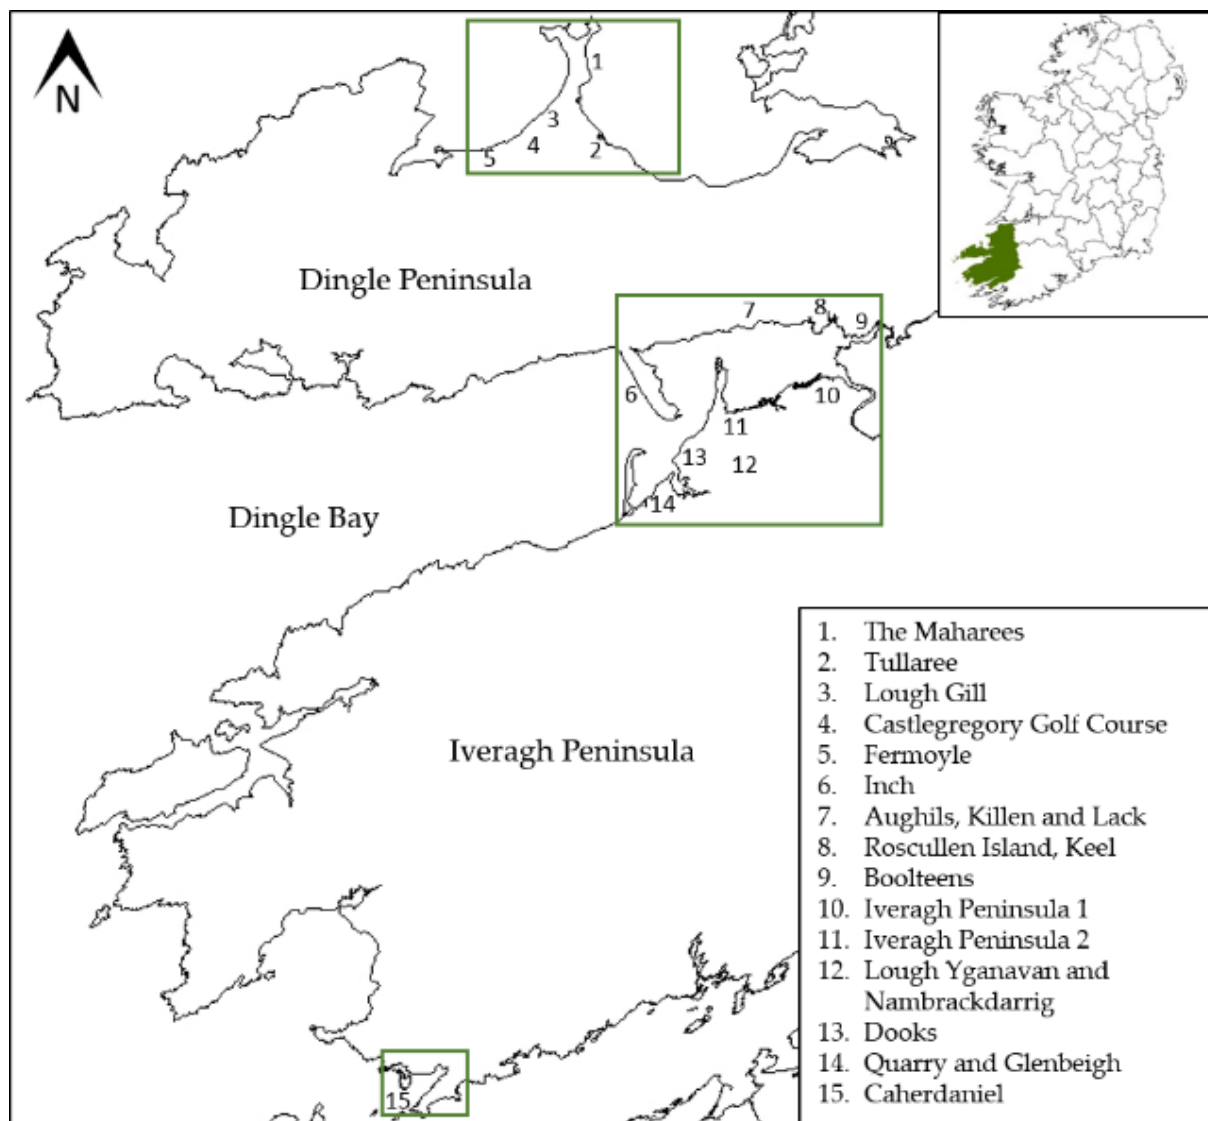 N
1
3
4
2
5
Dingle Peninsula
7
8
9
6
10
11
13
12
14
Dingle Bay
Iveragh Peninsula
15
1. The Maharees
2. Tullaree
3. Lough Gill
4. Castlegregory Golf Course
5. Fermoyle
6. Inch
7. Aughils, Killen and Lack
8. Roscullen Island, Keel
9. Boolteens
10. Iveragh Peninsula 1
11. Iveragh Peninsula 2
12. Lough Yganavan and
Nambrackdarrig
13. Dooks
14. Quarry and Glenbeigh
15. Caherdaniel